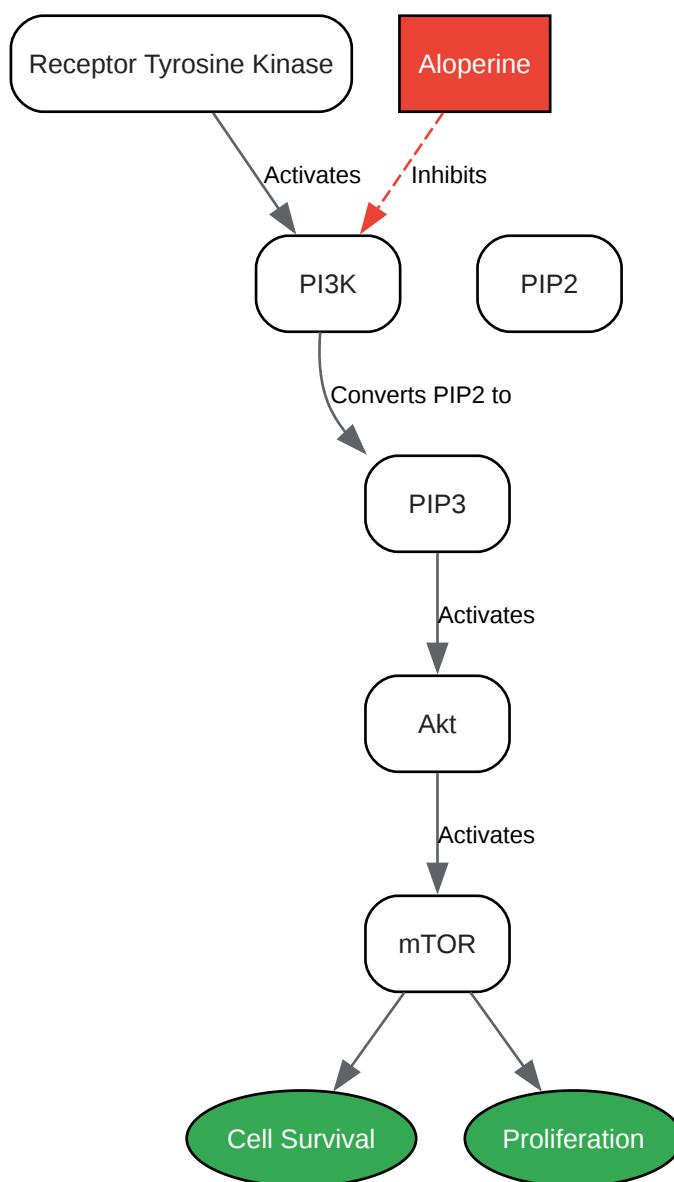 Receptor Tyrosine Kinase
Aloperine
Activates
Inhibits
PI3K
PIP2
Converts PIP2 to
PIP3
Activates
Akt
Activates
mTOR
Cell Survival
Proliferation